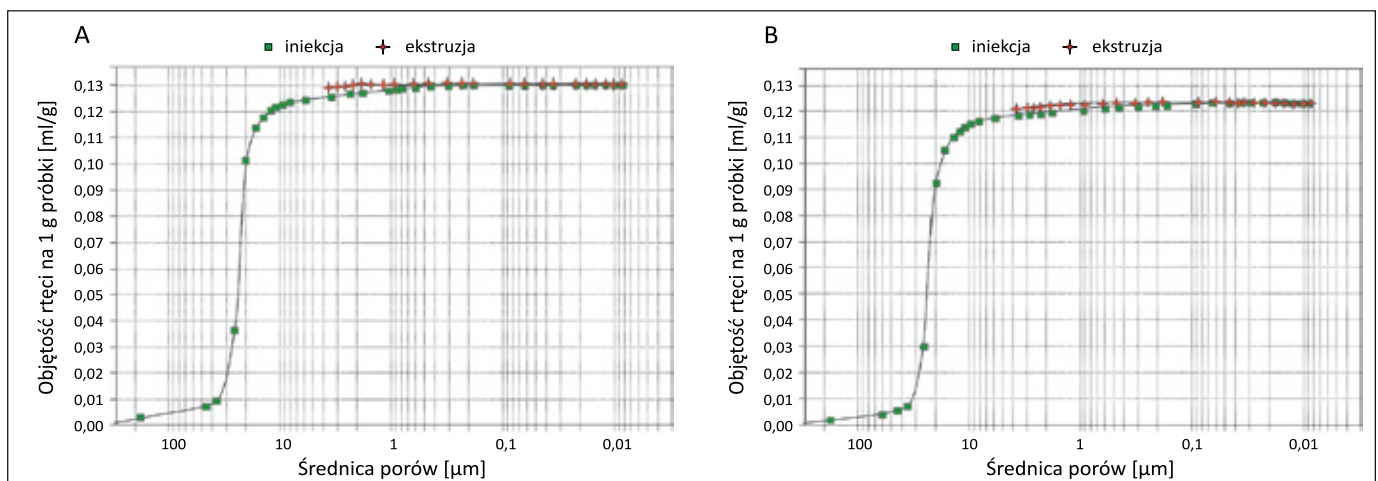 A
iniekcja ekstruzja
Objętość rtęci na 1 g próbki [ml/g]
0,13
0,12
0,11
0,10
0,09
0,08
0,07
0,06
0,05
0,04
0,03
0,02
0,01
0,00
100 10 1 0,1 0,01
Średnica porów [µm]
B
iniekcja ekstruzja
Objętość rtęci na 1 g próbki [ml/g]
0,13
0,12
0,11
0,10
0,09
0,08
0,07
0,06
0,05
0,04
0,03
0,02
0,01
0,00
100 10 1 0,1 0,01
Średnica porów [µm]